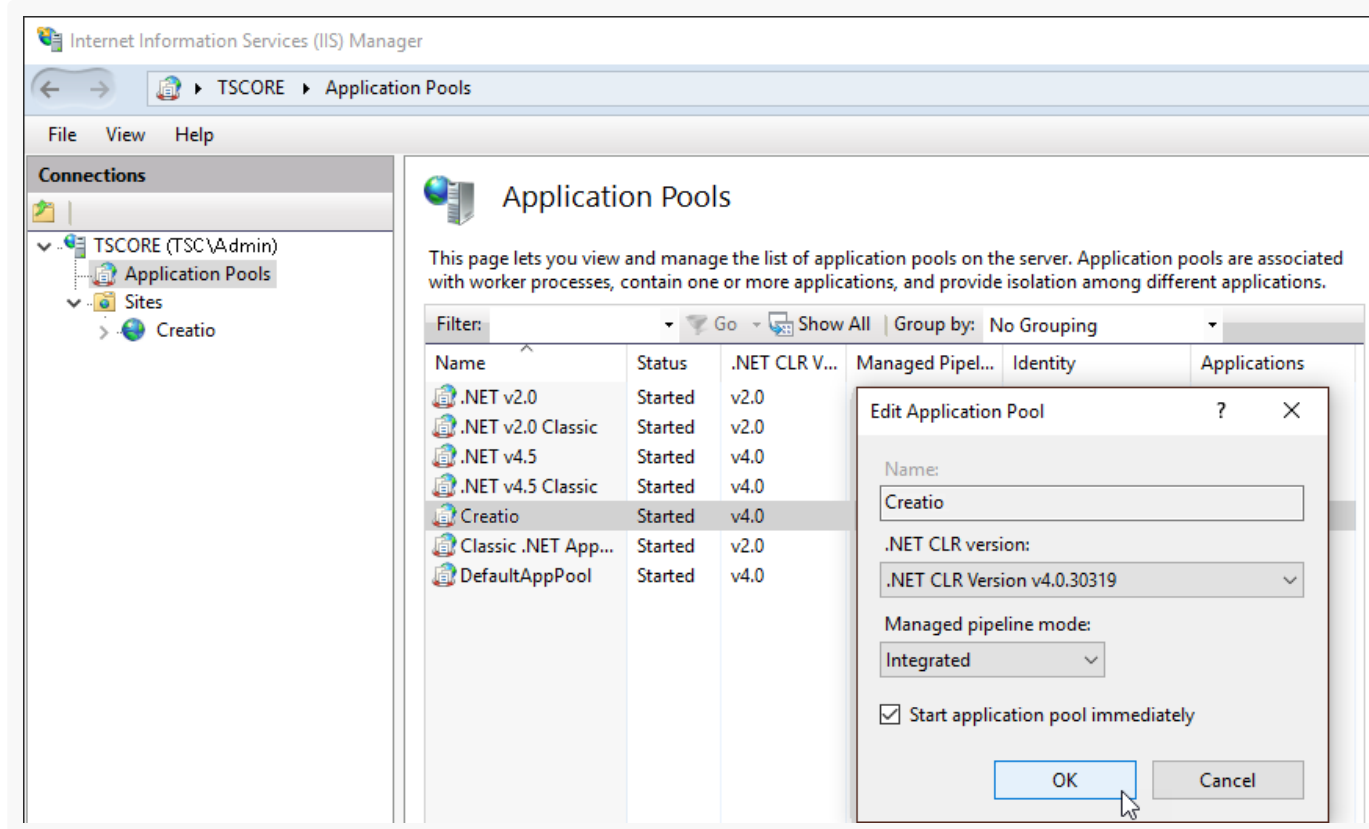 Internet Information Services (IIS) Manager
TSCORE Application Pools
File View Help
Connections
TSCORE (TSC\Admin)
Application Pools
Sites
Creatio
Application Pools
This page lets you view and manage the list of application pools on the server. Application pools are associated
with worker processes, contain one or more applications, and provide isolation among different applications.
Filter: Go Show All Group by: No Grouping
Name Status .NET CLR V... Managed Pipel... Identity Applications
.NET v2.0 Started v2.0
.NET v2.0 Classic Started v2.0
.NET v4.5 Started v4.0
.NET v4.5 Classic Started v4.0
Creatio Started v4.0
Classic .NET App... Started v2.0
DefaultAppPool Started v4.0
Edit Application Pool ?
Name:
Creatio
.NET CLR version:
.NET CLR Version v4.0.30319
Managed pipeline mode:
Integrated
Start application pool immediately
OK Cancel